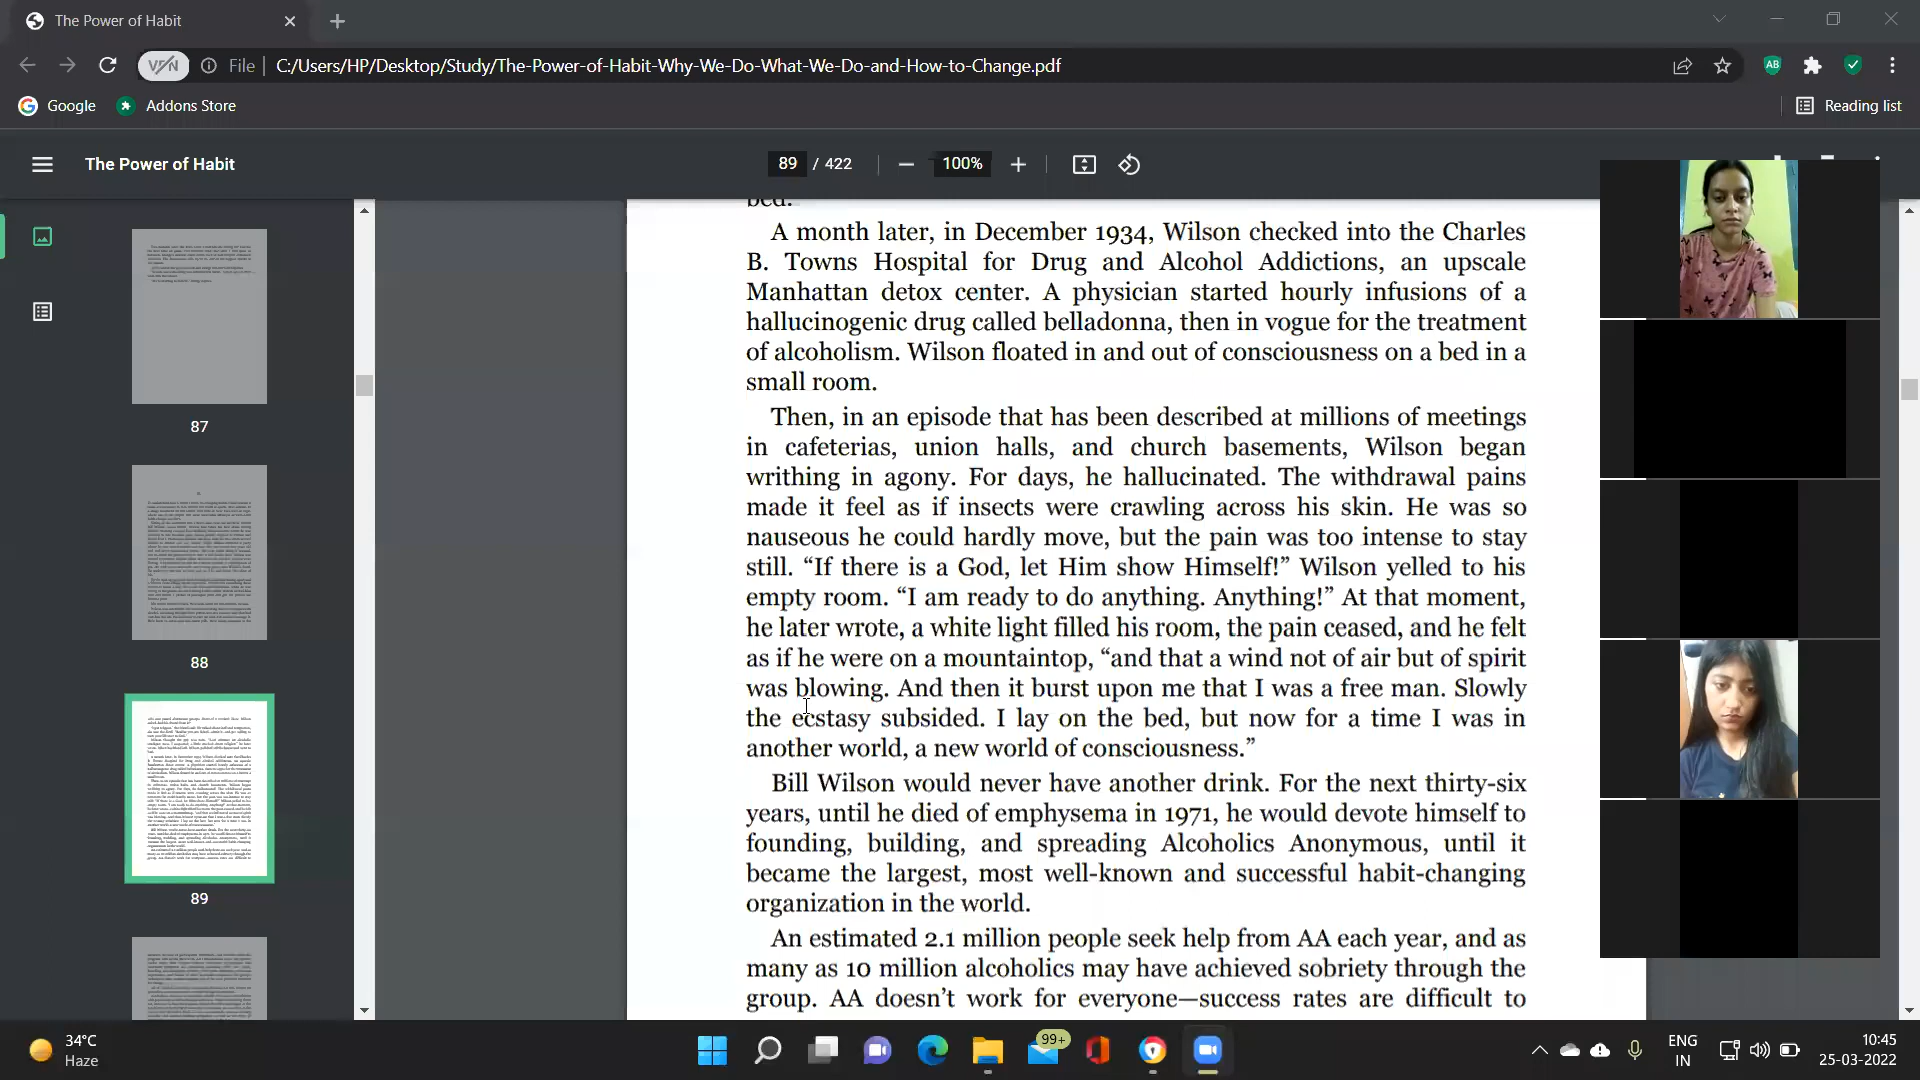 The Power of Habit
VPN File C:/Users/HP/Desktop/Study/The-Power-of-Habit-Why-We-Do-What-We-Do-and-How-to-Change.pdf
AB
Google Addons Store Reading list
The Power of Habit 89 / 422 100%
bed.
A month later, in December 1934, Wilson checked into the Charles
B. Towns Hospital for Drug and Alcohol Addictions, an upscale
Manhattan detox center. A physician started hourly infusions of a
hallucinogenic drug called belladonna, then in vogue for the treatment
of alcoholism. Wilson floated in and out of consciousness on a bed in a
small room.
Then, in an episode that has been described at millions of meetings
in cafeterias, union halls, and church basements, Wilson began
writhing in agony. For days, he hallucinated. The withdrawal pains
made it feel as if insects were crawling across his skin. He was so
nauseous he could hardly move, but the pain was too intense to stay
still. “If there is a God, let Him show Himself!” Wilson yelled to his
empty room. “I am ready to do anything. Anything!” At that moment,
he later wrote, a white light filled his room, the pain ceased, and he felt
as if he were on a mountaintop, “and that a wind not of air but of spirit
was blowing. And then it burst upon me that I was a free man. Slowly
the ecstasy subsided. I lay on the bed, but now for a time I was in
another world, a new world of consciousness.”
Bill Wilson would never have another drink. For the next thirty-six
years, until he died of emphysema in 1971, he would devote himself to
founding, building, and spreading Alcoholics Anonymous, until it
became the largest, most well-known and successful habit-changing
organization in the world.
An estimated 2.1 million people seek help from AA each year, and as
many as 10 million alcoholics may have achieved sobriety through the
group. AA doesn’t work for everyone—success rates are difficult to
87
88
89
34°C
Haze
99+
ENG
IN
10:45
25-03-2022